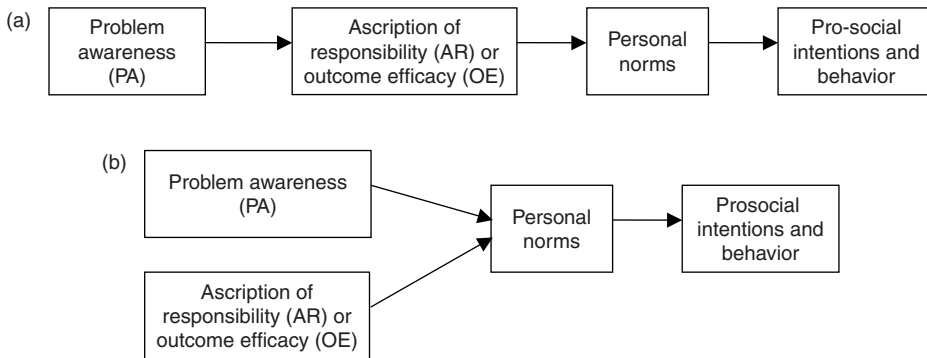 (a)
Problem
awareness
(PA)
Ascription of
responsibility (AR) or
outcome efficacy (OE)
Personal
norms
Pro-social
intentions and
behavior
(b)
Problem awareness
(PA)
Ascription of
responsibility (AR) or
outcome efficacy (OE)
Personal
norms
Prosocial
intentions and
behavior